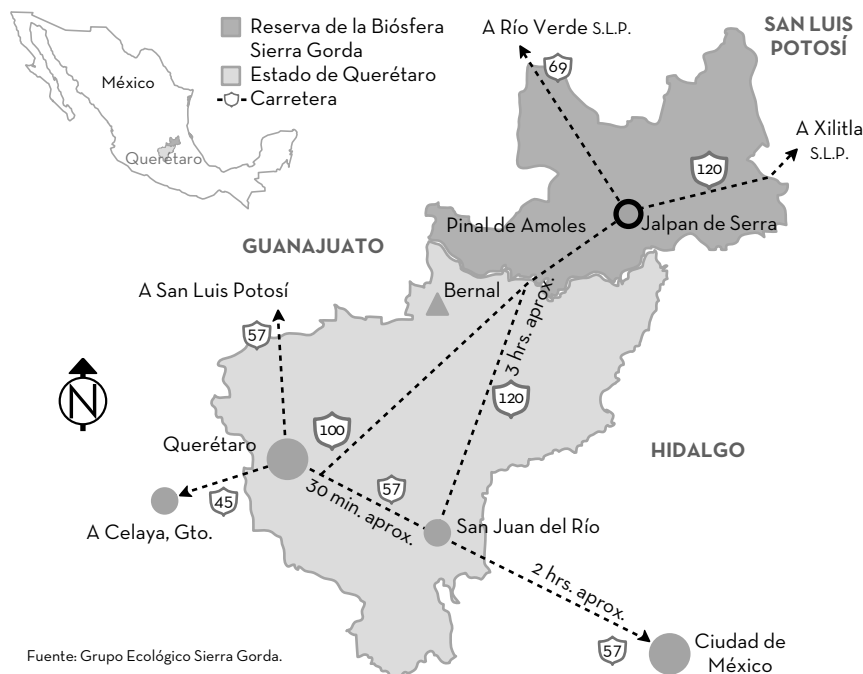 México
Querétaro
Reserva de la Biósfera
Sierra Gorda
Estado de Querétaro
Carretera
A Río Verde S.L.P.
69
SAN LUIS
POTOSÍ
A Xilitla
S.L.P.
120
Pinal de Amoles
Jalpan de Serra
GUANAJUATO
A San Luis Potosí
Bernal
57
3 hrs. aprox.
120
N
100
Querétaro
HIDALGO
45
A Celaya, Gto.
30 min. aprox.
57
San Juan del Río
2 hrs. aprox.
57
Ciudad de
México
Fuente: Grupo Ecológico Sierra Gorda.